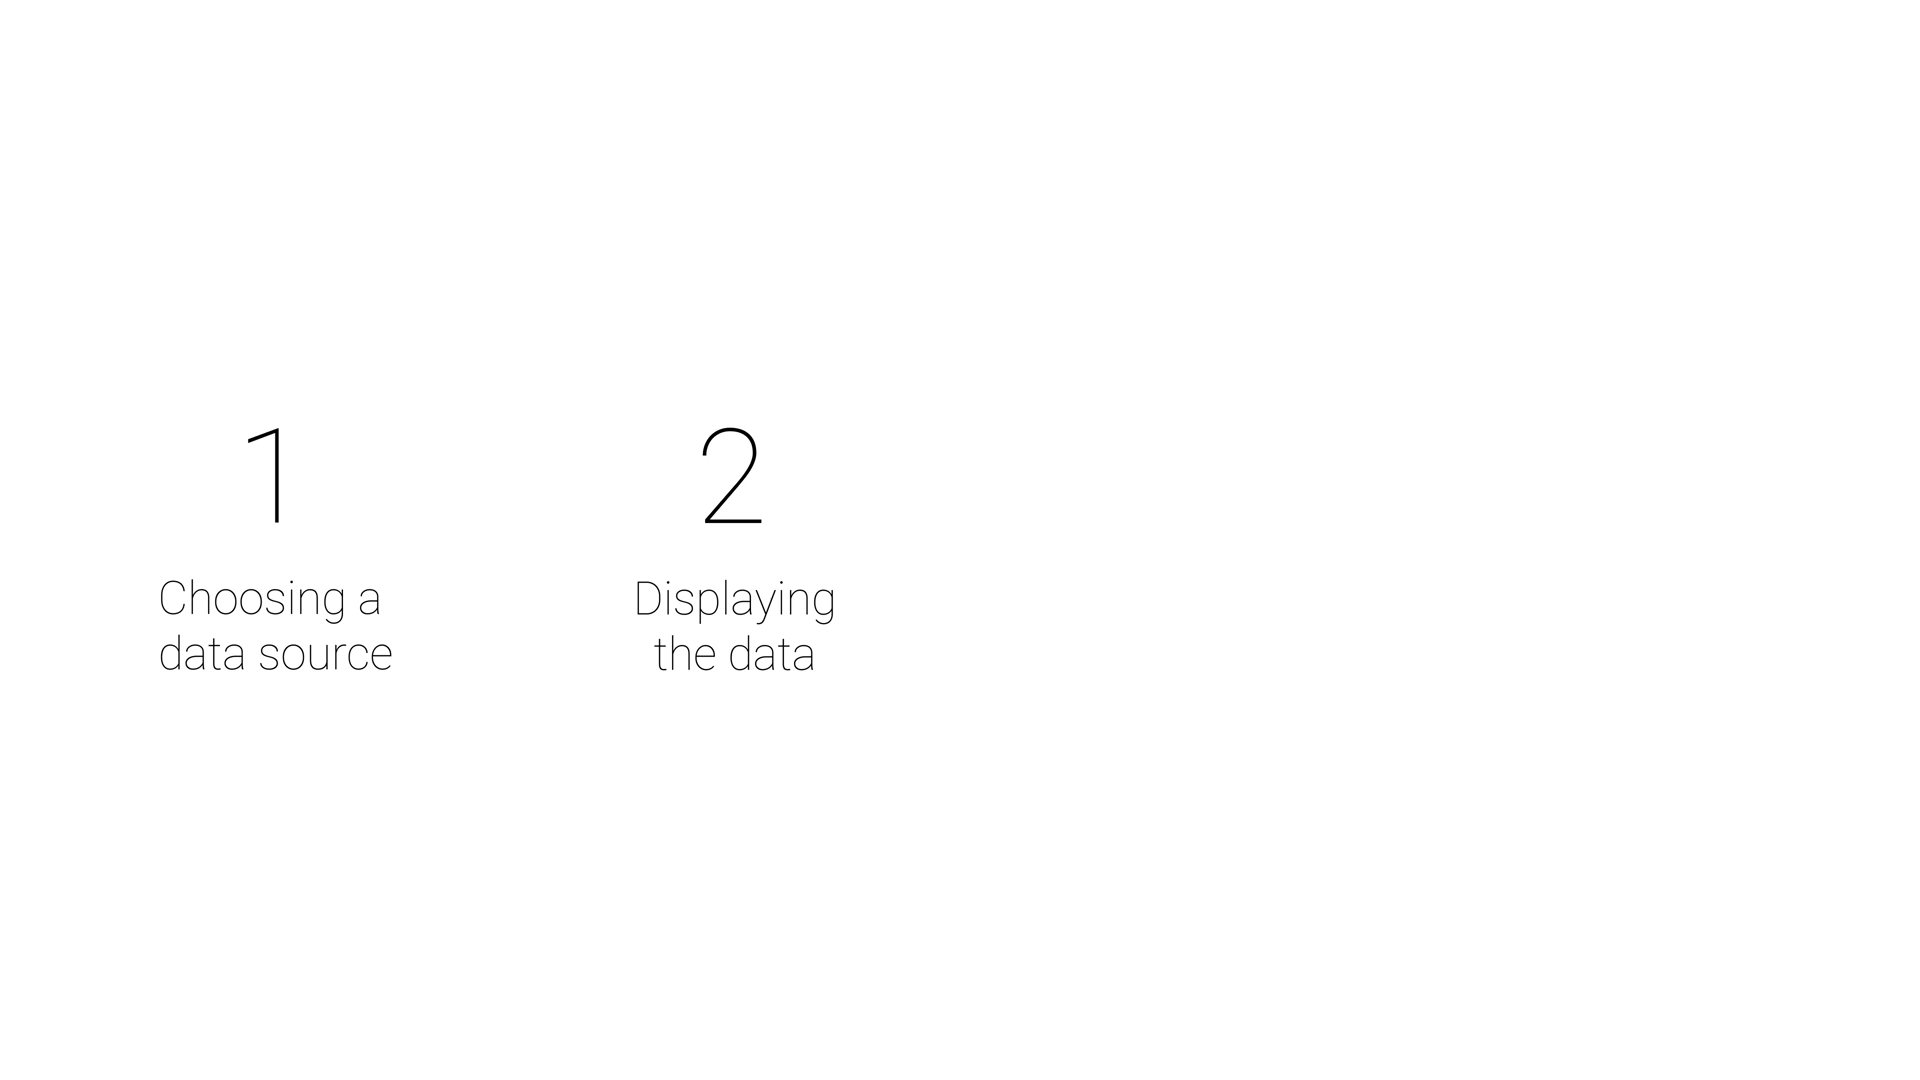 1
Choosing a
data source
2
Displaying
the data